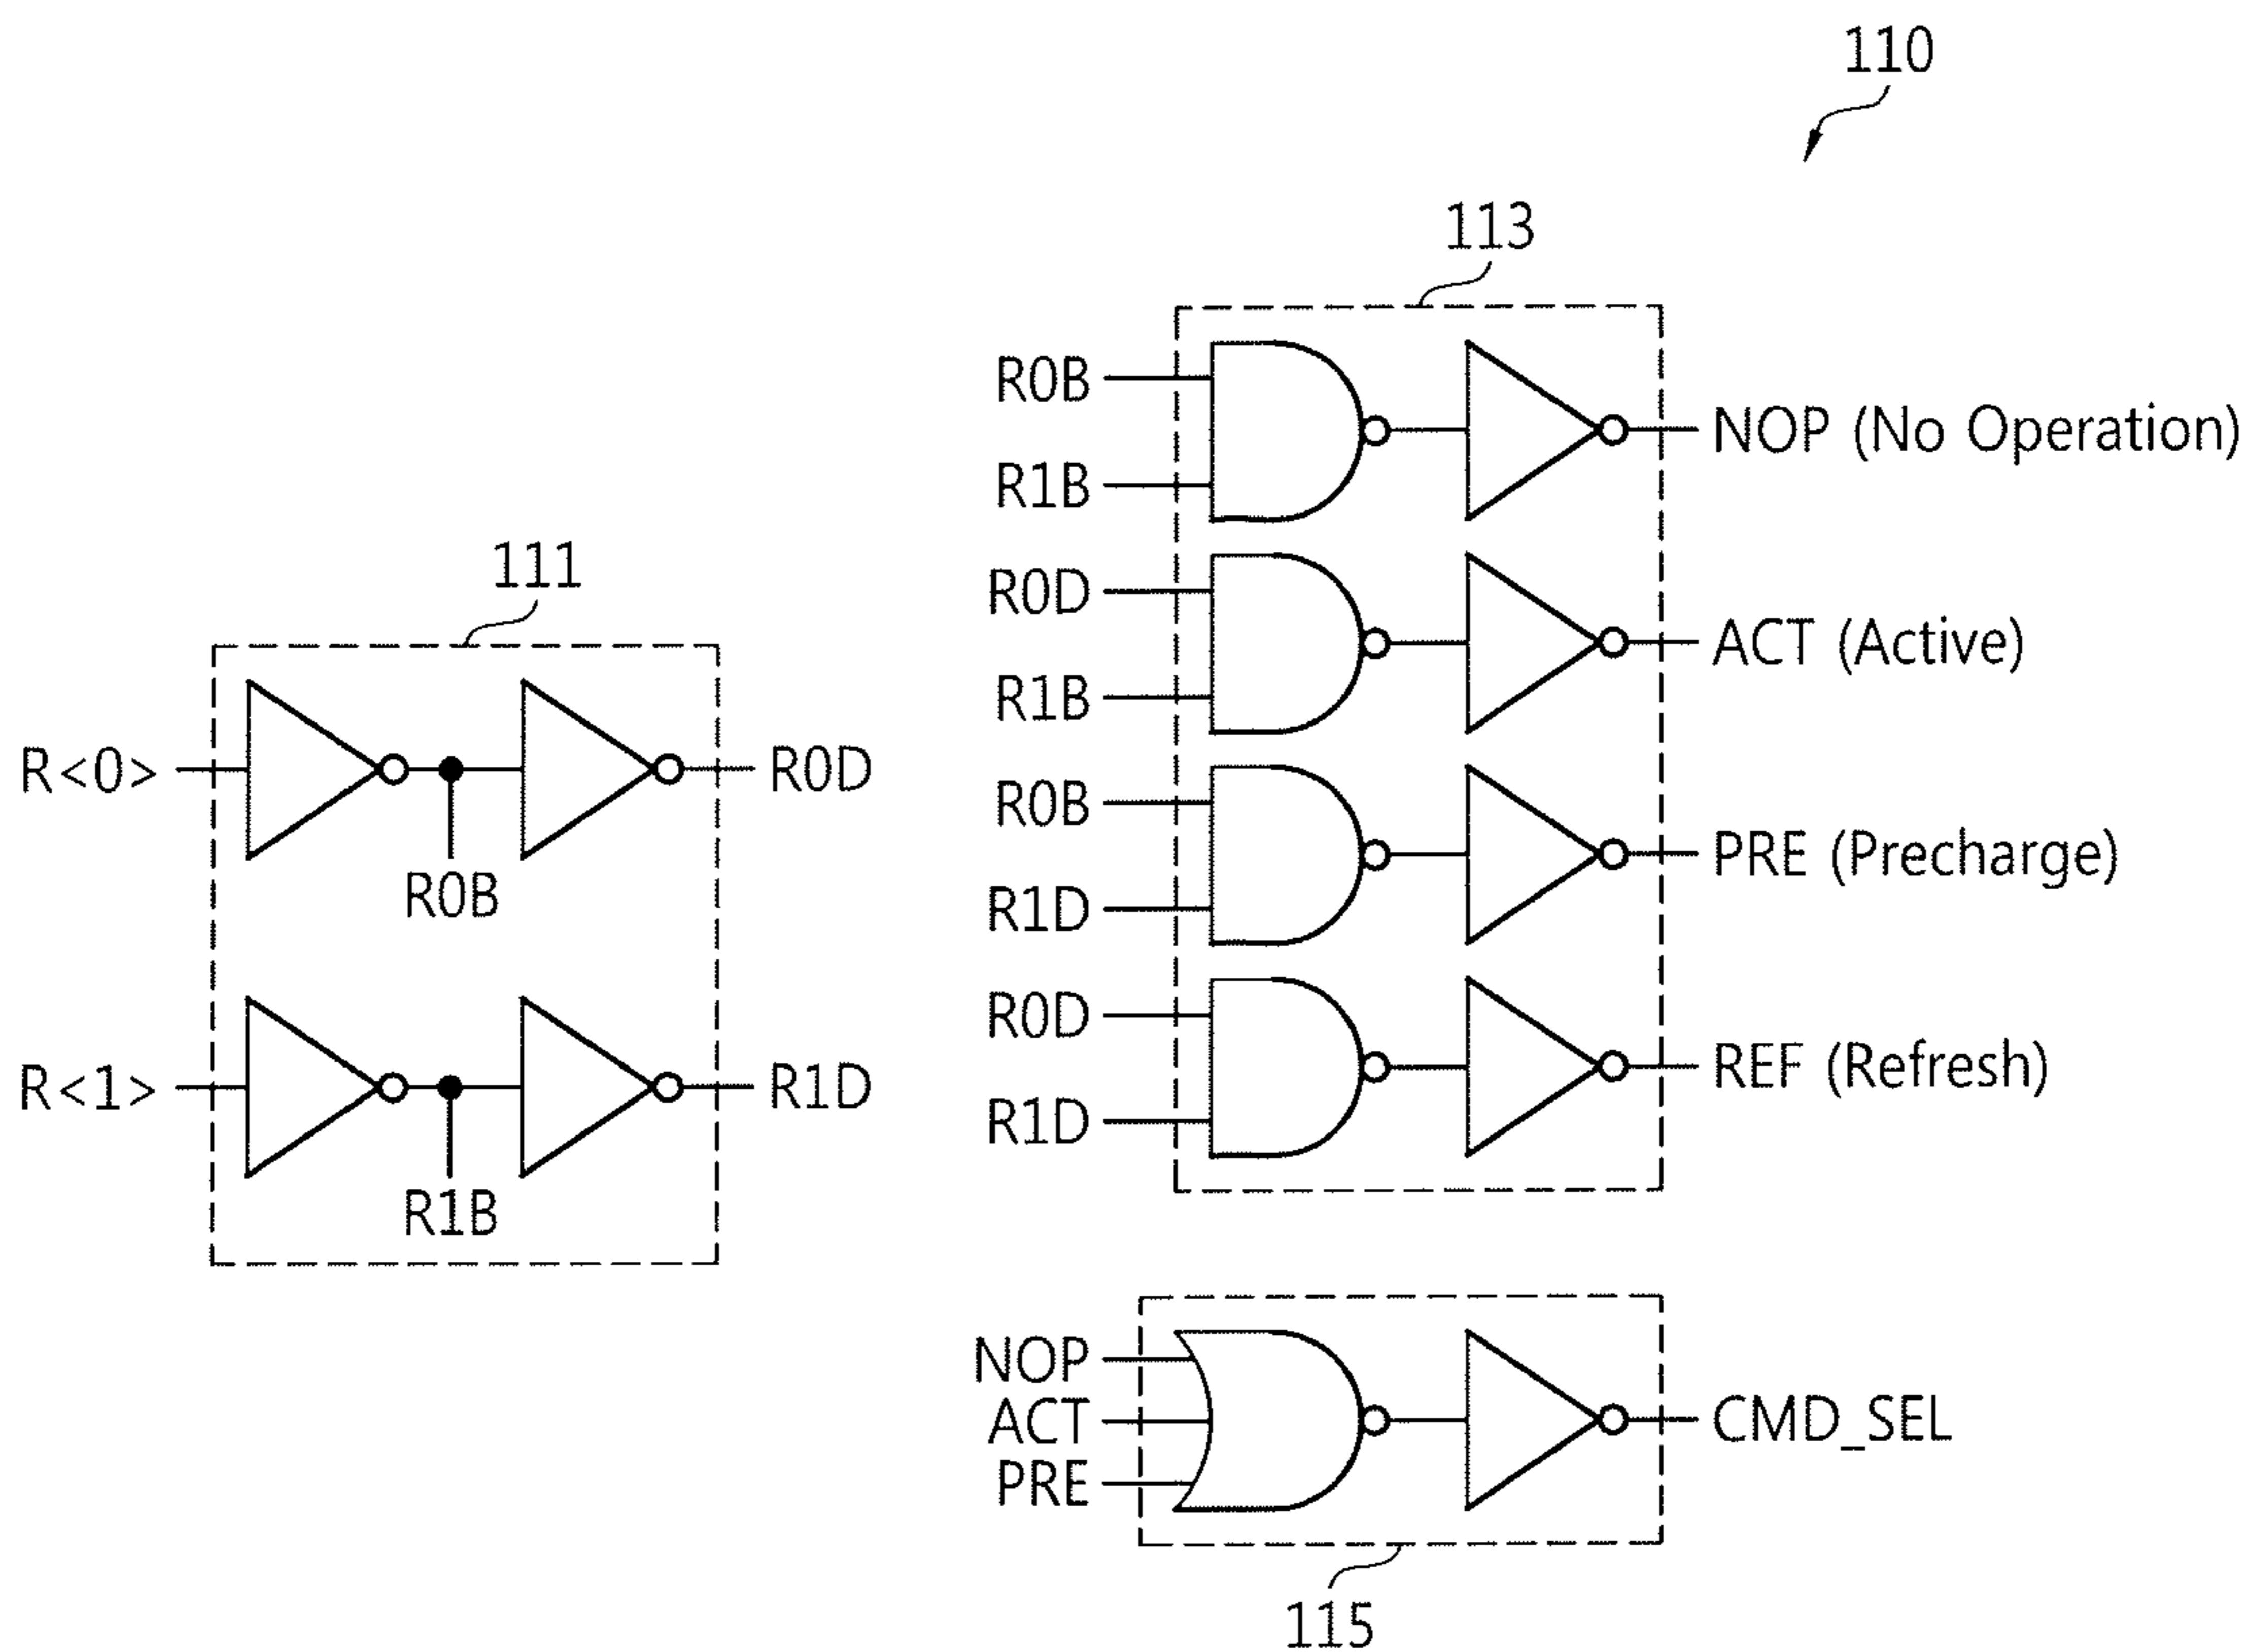 110
113
R0B
R1B
NOP (No Operation)
R0D
R1B
ACT (Active)
R0B
R1D
PRE (Precharge)
R0D
R1D
REF (Refresh)
111
R<0>
R0D
R0B
R<1>
R1D
R1B
NOP
ACT
PRE
CMD_SEL
115